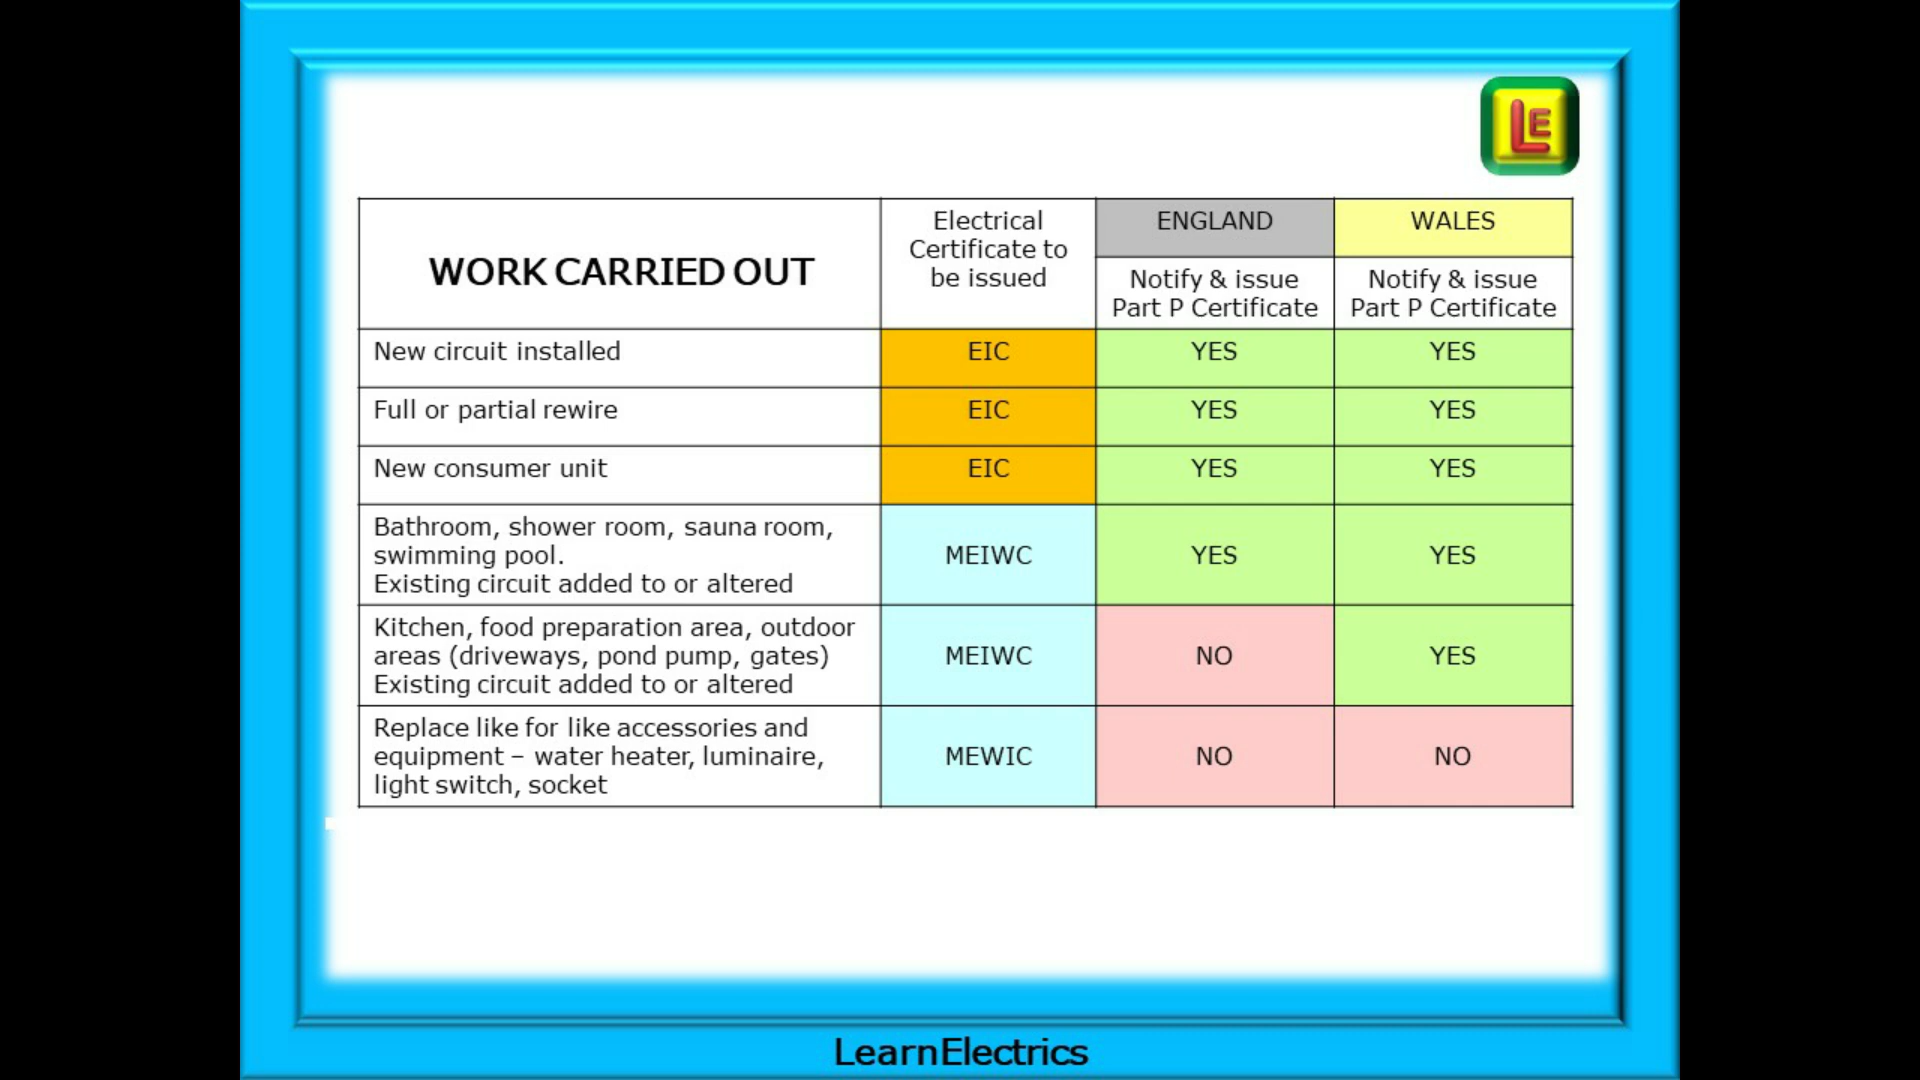 LE
WORK CARRIED OUT
Electrical
Certificate to
be issued
ENGLAND
WALES
Notify & issue
Part P Certificate
Notify & issue
Part P Certificate
New circuit installed
EIC
YES
YES
Full or partial rewire
EIC
YES
YES
New consumer unit
EIC
YES
YES
Bathroom, shower room, sauna room,
swimming pool.
Existing circuit added to or altered
MEIWC
YES
YES
Kitchen, food preparation area, outdoor
areas (driveways, pond pump, gates)
Existing circuit added to or altered
MEIWC
NO
YES
Replace like for like accessories and
equipment – water heater, luminaire,
light switch, socket
MEWIC
NO
NO
LearnElectrics